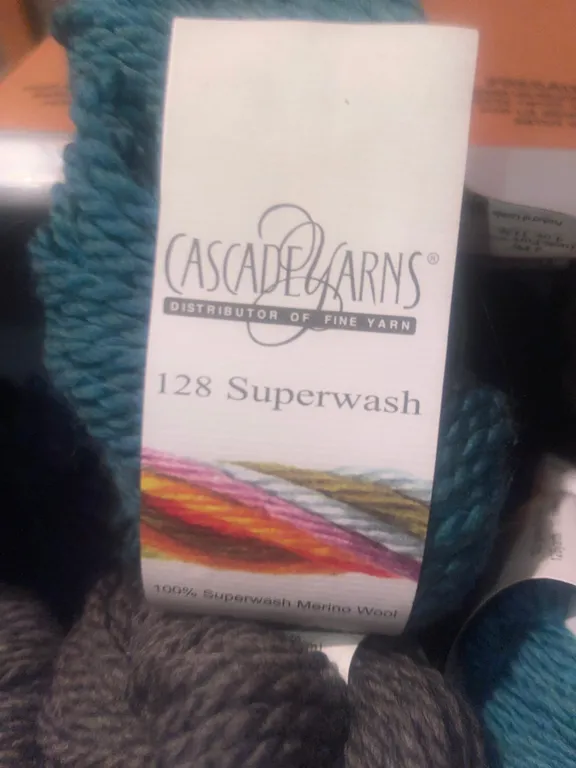 CASCADE YARNS®
DISTRIBUTOR OF FINE YARN
128 Superwash
100% Superwash Merino Wool